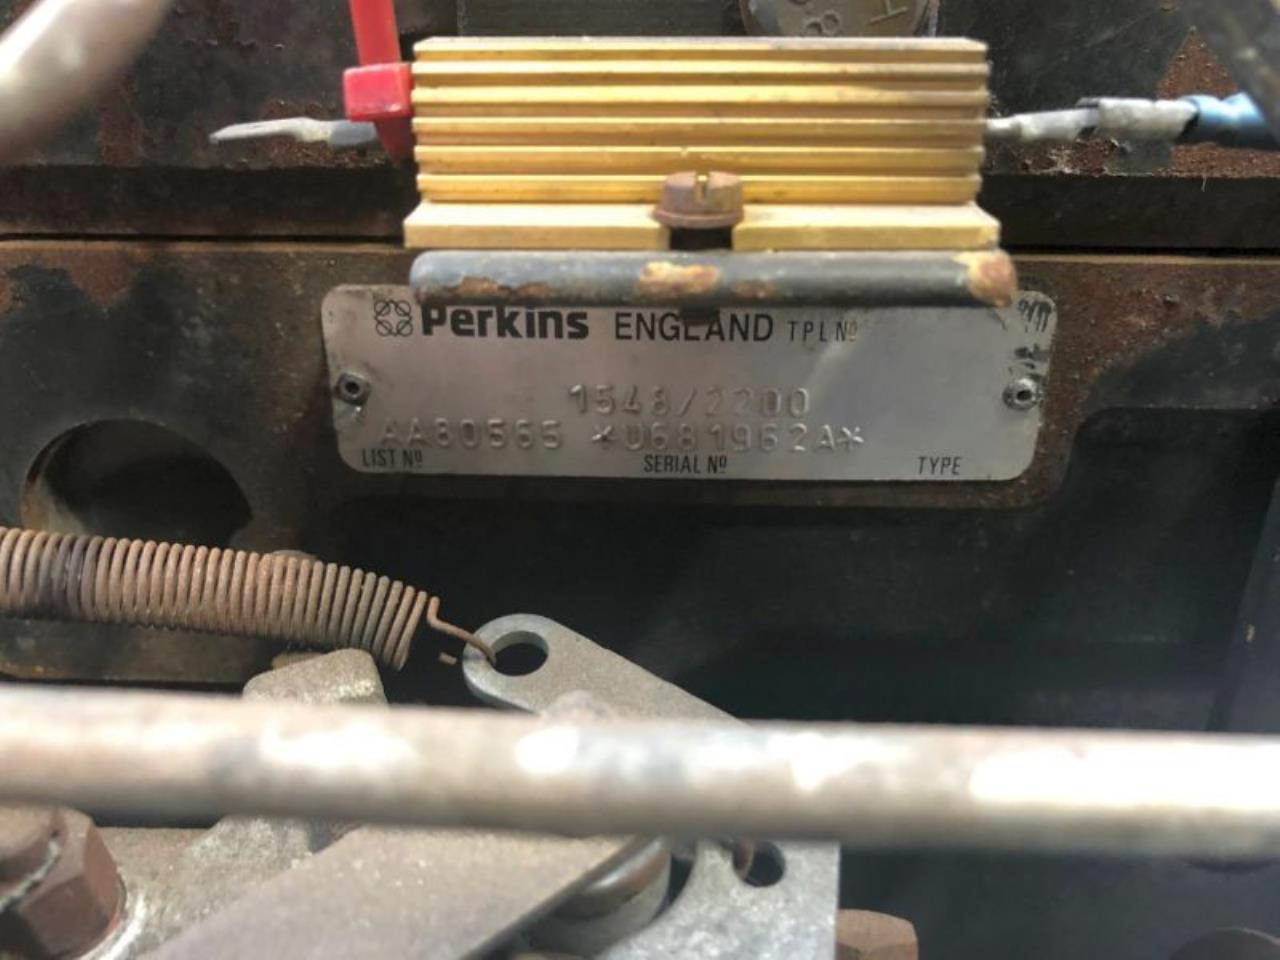 Perkins ENGLAND TPL Nº
1548/2200
AA80565 *U681962A*
LIST Nº SERIAL Nº TYPE